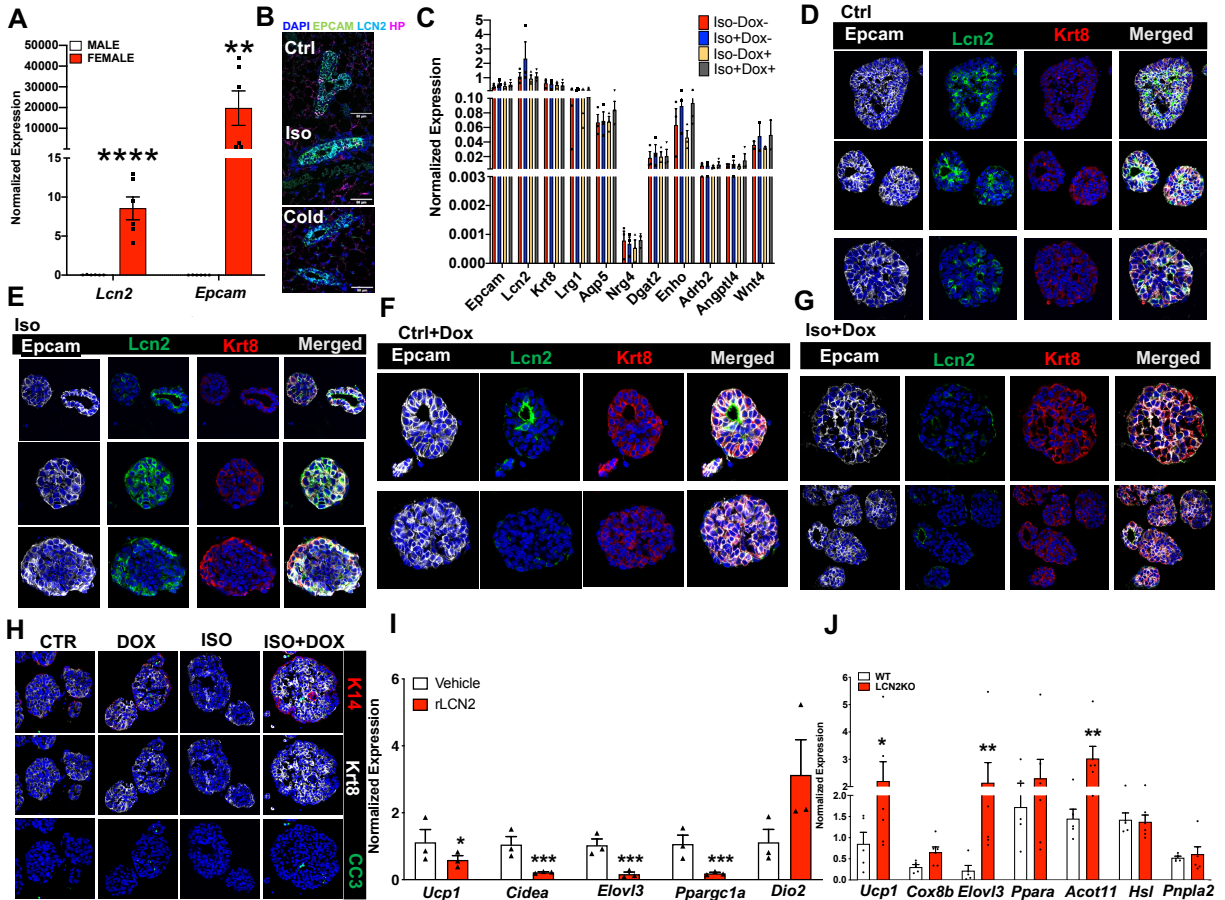 A
MALE
FEMALE
Normalized Expression
50000
40000
30000
20000
10000
15
10
5
0
****
**
Lcn2
Epcam
B
DAPI EPCAM LCN2 HP
Ctrl
Iso
Cold
C
Normalized Expression
Iso-Dox-
Iso+Dox-
Iso-Dox+
Iso+Dox+
5
4
3
2
1
0.10
0.08
0.06
0.04
0.02
0.003
0.002
0.001
0.000
Epcam
Lcn2
Krt8
Lrg1
Aqp5
Nrg4
Dgat2
Enho
Adrb2
Angptl4
Wnt4
D
Ctrl
Epcam Lcn2 Krt8 Merged
E
Iso
Epcam Lcn2 Krt8 Merged
F
Ctrl+Dox
Epcam Lcn2 Krt8 Merged
G
Iso+Dox
Epcam Lcn2 Krt8 Merged
H
CTR DOX ISO ISO+DOX
K14
Krt8
CC3
I
Normalized Expression
Vehicle
rLCN2
6
4
2
0
*
***
***
***
Ucp1
Cidea
Elovl3
Ppargc1a
Dio2
J
Normalized Expression
WT
LCN2KO
6
5
4
3
2
1.5
1.0
0.5
0.0
*
**
**
Ucp1
Cox8b
Elovl3
Ppara
Acot11
Hsl
Pnpla2